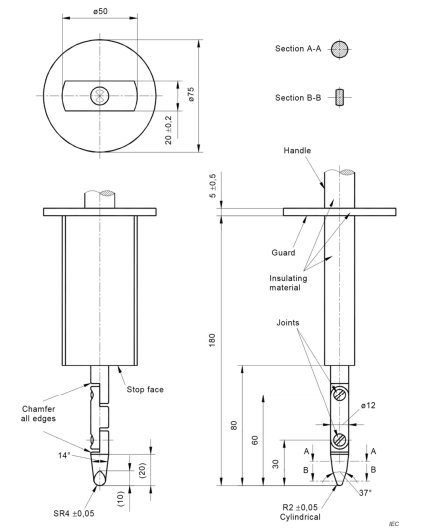 ø50
Section A-A
ø75
20 ±0,2
Section B-B
Handle
5 ±0,5
Guard
Insulating
material
180
Joints
Stop face
Chamfer
all edges
ø12
80
60
30
14°
(20)
(10)
A
A
B
B
37°
SR4 ±0,05
R2 ±0,05
Cylindrical
IEC